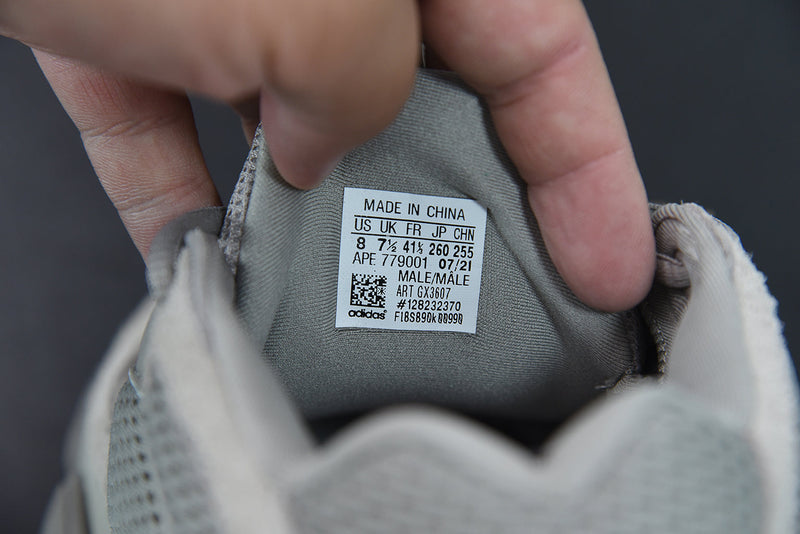 MADE IN CHINA
US UK FR JP CHN
8 7½ 41⅓ 260 255
APE 779001 07/21
MALE/MÂLE
ART GX3607
#128232370
adidas® F18SB90k00990